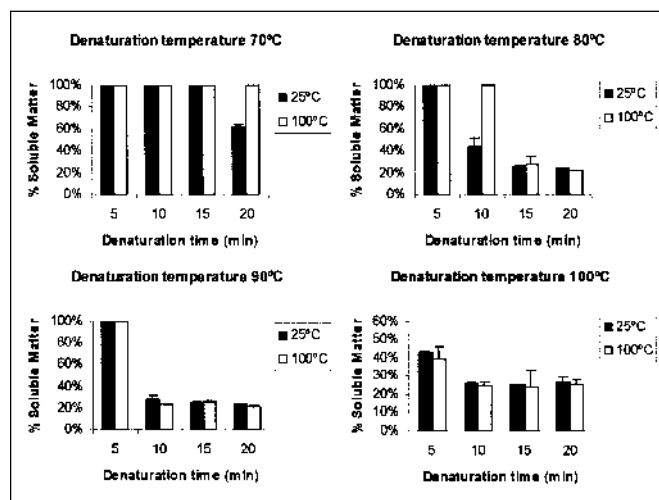 Denaturation temperature 70ºC
100%
80%
60%
40%
20%
0%
% Soluble Matter
5 10 15 20
Denaturation time (min)
25ºC
100ºC
Denaturation temperature 80ºC
100%
80%
60%
40%
20%
0%
% Soluble Matter
5 10 15 20
Denaturation time (min)
25ºC
100ºC
Denaturation temperature 90ºC
100%
80%
60%
40%
20%
0%
% Soluble Matter
5 10 15 20
Denaturation time (min)
25ºC
100ºC
Denaturation temperature 100ºC
60%
50%
40%
30%
20%
10%
0%
% Soluble Matter
5 10 15 20
Denaturation time (min)
25ºC
100ºC